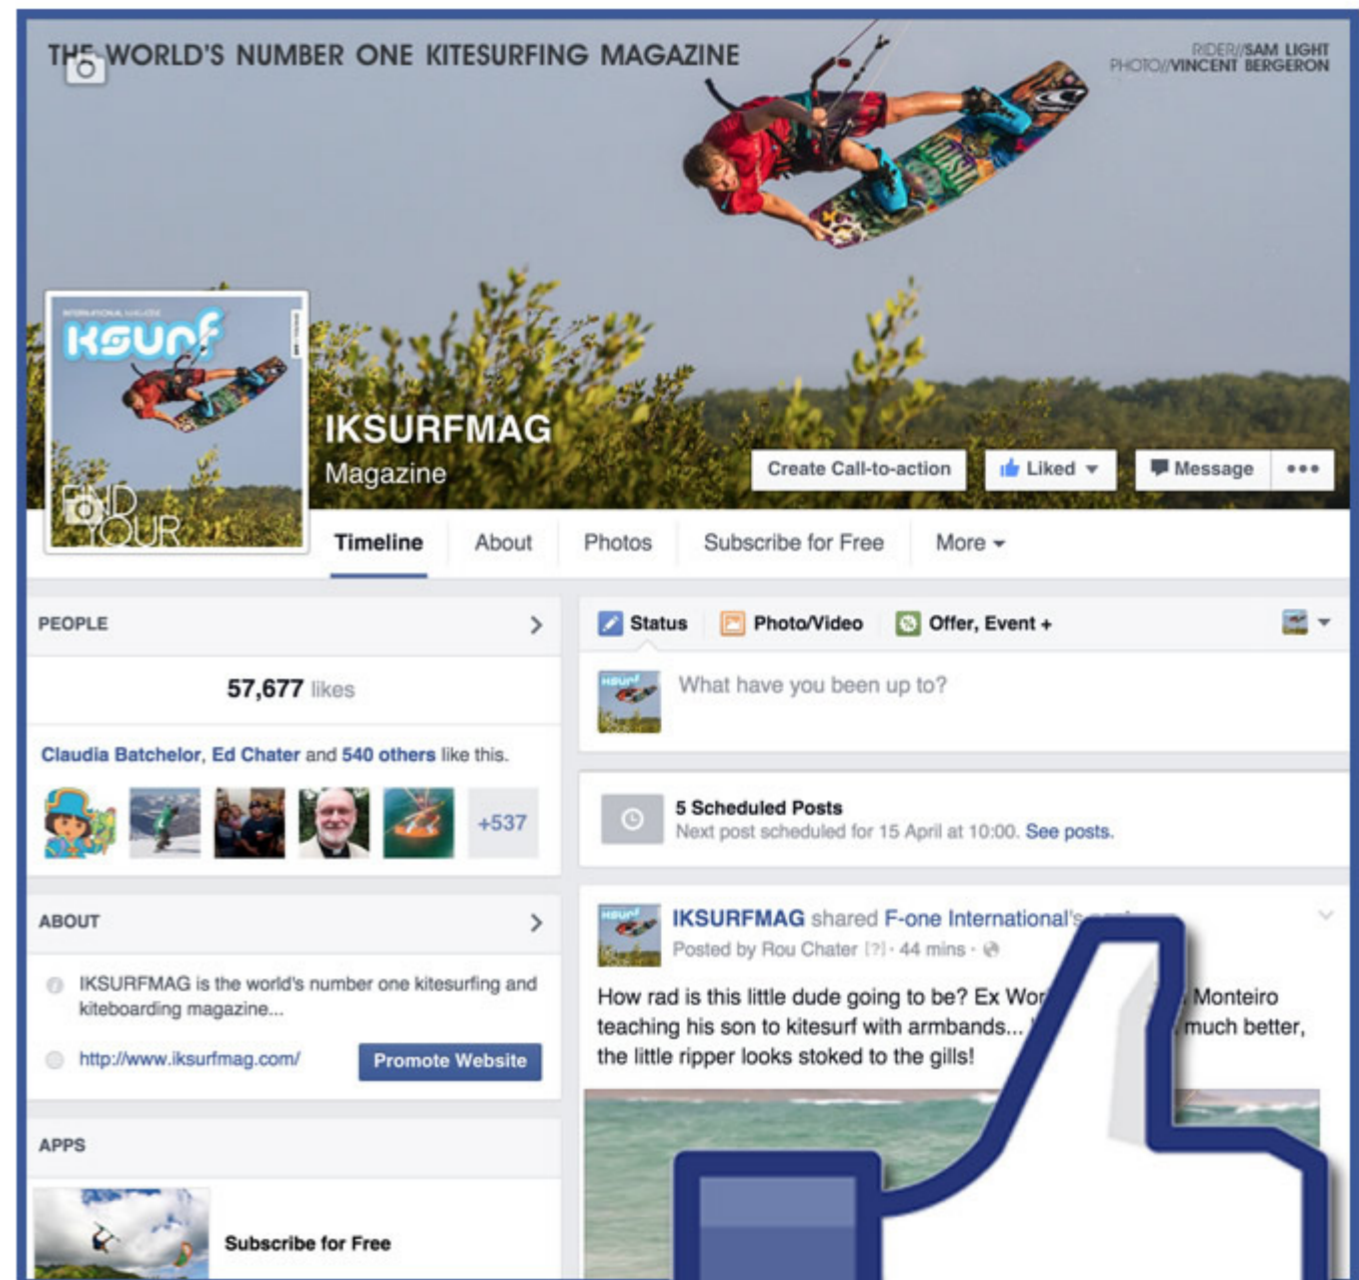 THE WORLD'S NUMBER ONE KITESURFING MAGAZINE
RIDER//SAM LIGHT
PHOTO//VINCENT BERGERON
INTERNATIONAL MAGAZINE
KSURF
FIND
YOUR
IKSURFMAG
Magazine
Create Call-to-action
Liked
Message
Timeline
About
Photos
Subscribe for Free
More
PEOPLE
57,677 likes
Claudia Batchelor, Ed Chater and 540 others like this.
+537
ABOUT
IKSURFMAG is the world's number one kitesurfing and
kiteboarding magazine...
http://www.iksurfmag.com/
Promote Website
APPS
Subscribe for Free
Status
Photo/Video
Offer, Event +
What have you been up to?
5 Scheduled Posts
Next post scheduled for 15 April at 10:00. See posts.
IKSURFMAG shared F-one International's
Posted by Rou Chater [?] · 44 mins ·
How rad is this little dude going to be? Ex Monteiro
teaching his son to kitesurf with armbands... much better,
the little ripper looks stoked to the gills!